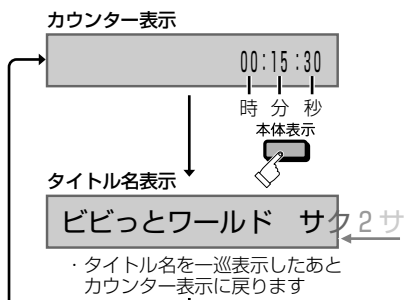 カウンター表示
00:15:30
時 分 秒
本体表示
タイトル名表示
ビビっとワールド サク2サ
・タイトル名を一巡表示したあと
カウンター表示に戻ります